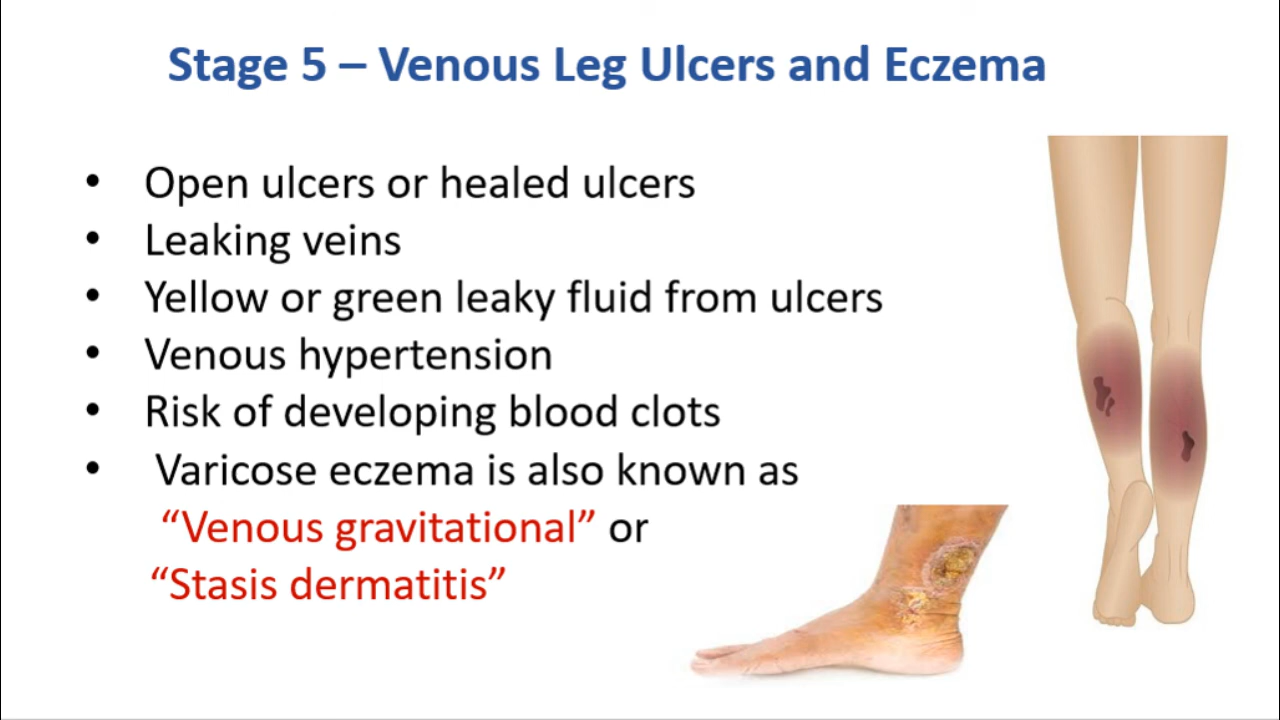 Stage 5 – Venous Leg Ulcers and Eczema
• Open ulcers or healed ulcers
• Leaking veins
• Yellow or green leaky fluid from ulcers
• Venous hypertension
• Risk of developing blood clots
• Varicose eczema is also known as
“Venous gravitational” or
“Stasis dermatitis”